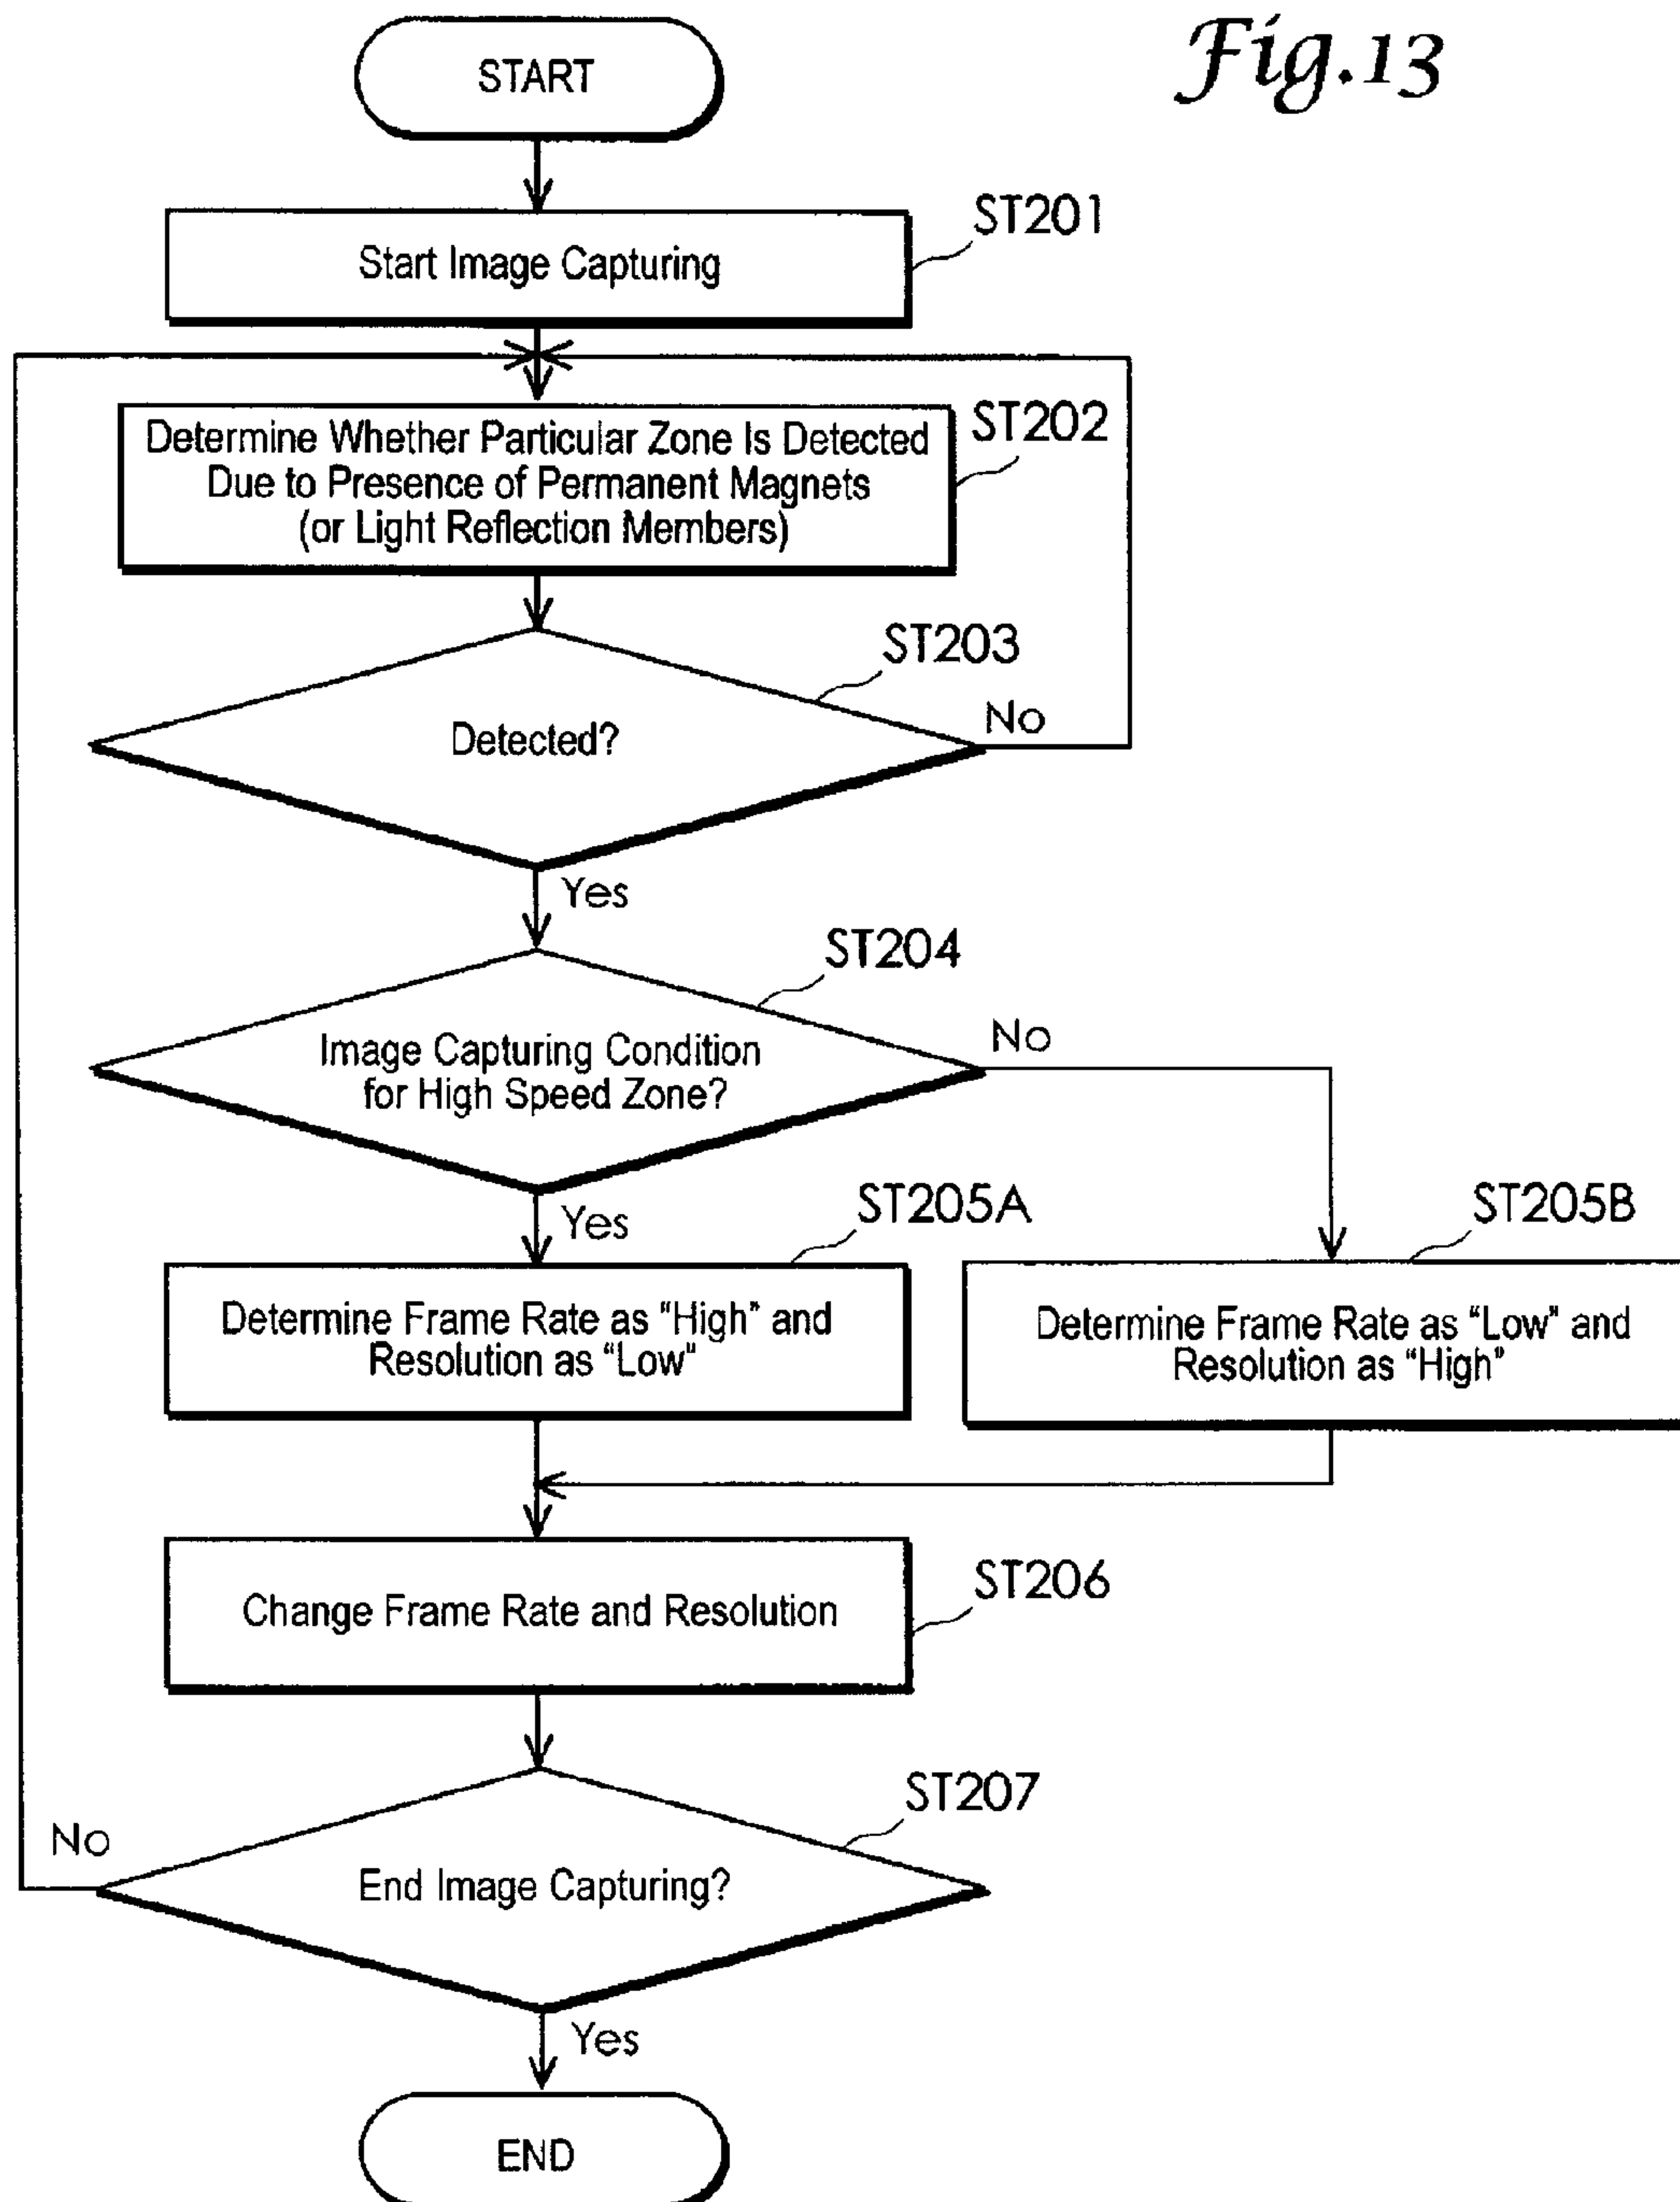 Fig.13
START
ST201
Start Image Capturing
ST202
Determine Whether Particular Zone Is Detected
Due to Presence of Permanent Magnets
(or Light Reflection Members)
ST203
Detected?
No
Yes
ST204
Image Capturing Condition
for High Speed Zone?
No
Yes
ST205A
Determine Frame Rate as "High" and
Resolution as "Low"
ST205B
Determine Frame Rate as "Low" and
Resolution as "High"
ST206
Change Frame Rate and Resolution
ST207
End Image Capturing?
No
Yes
END